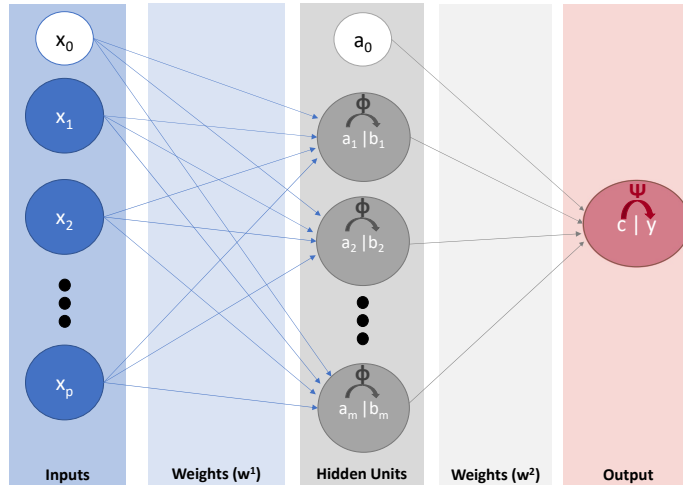 x0
x1
x2
xp
Φ
a0
Φ
a1|b1
Φ
a2|b2
Φ
am|bm
Ψ
c | y
Inputs
Weights (w1)
Hidden Units
Weights (w2)
Output